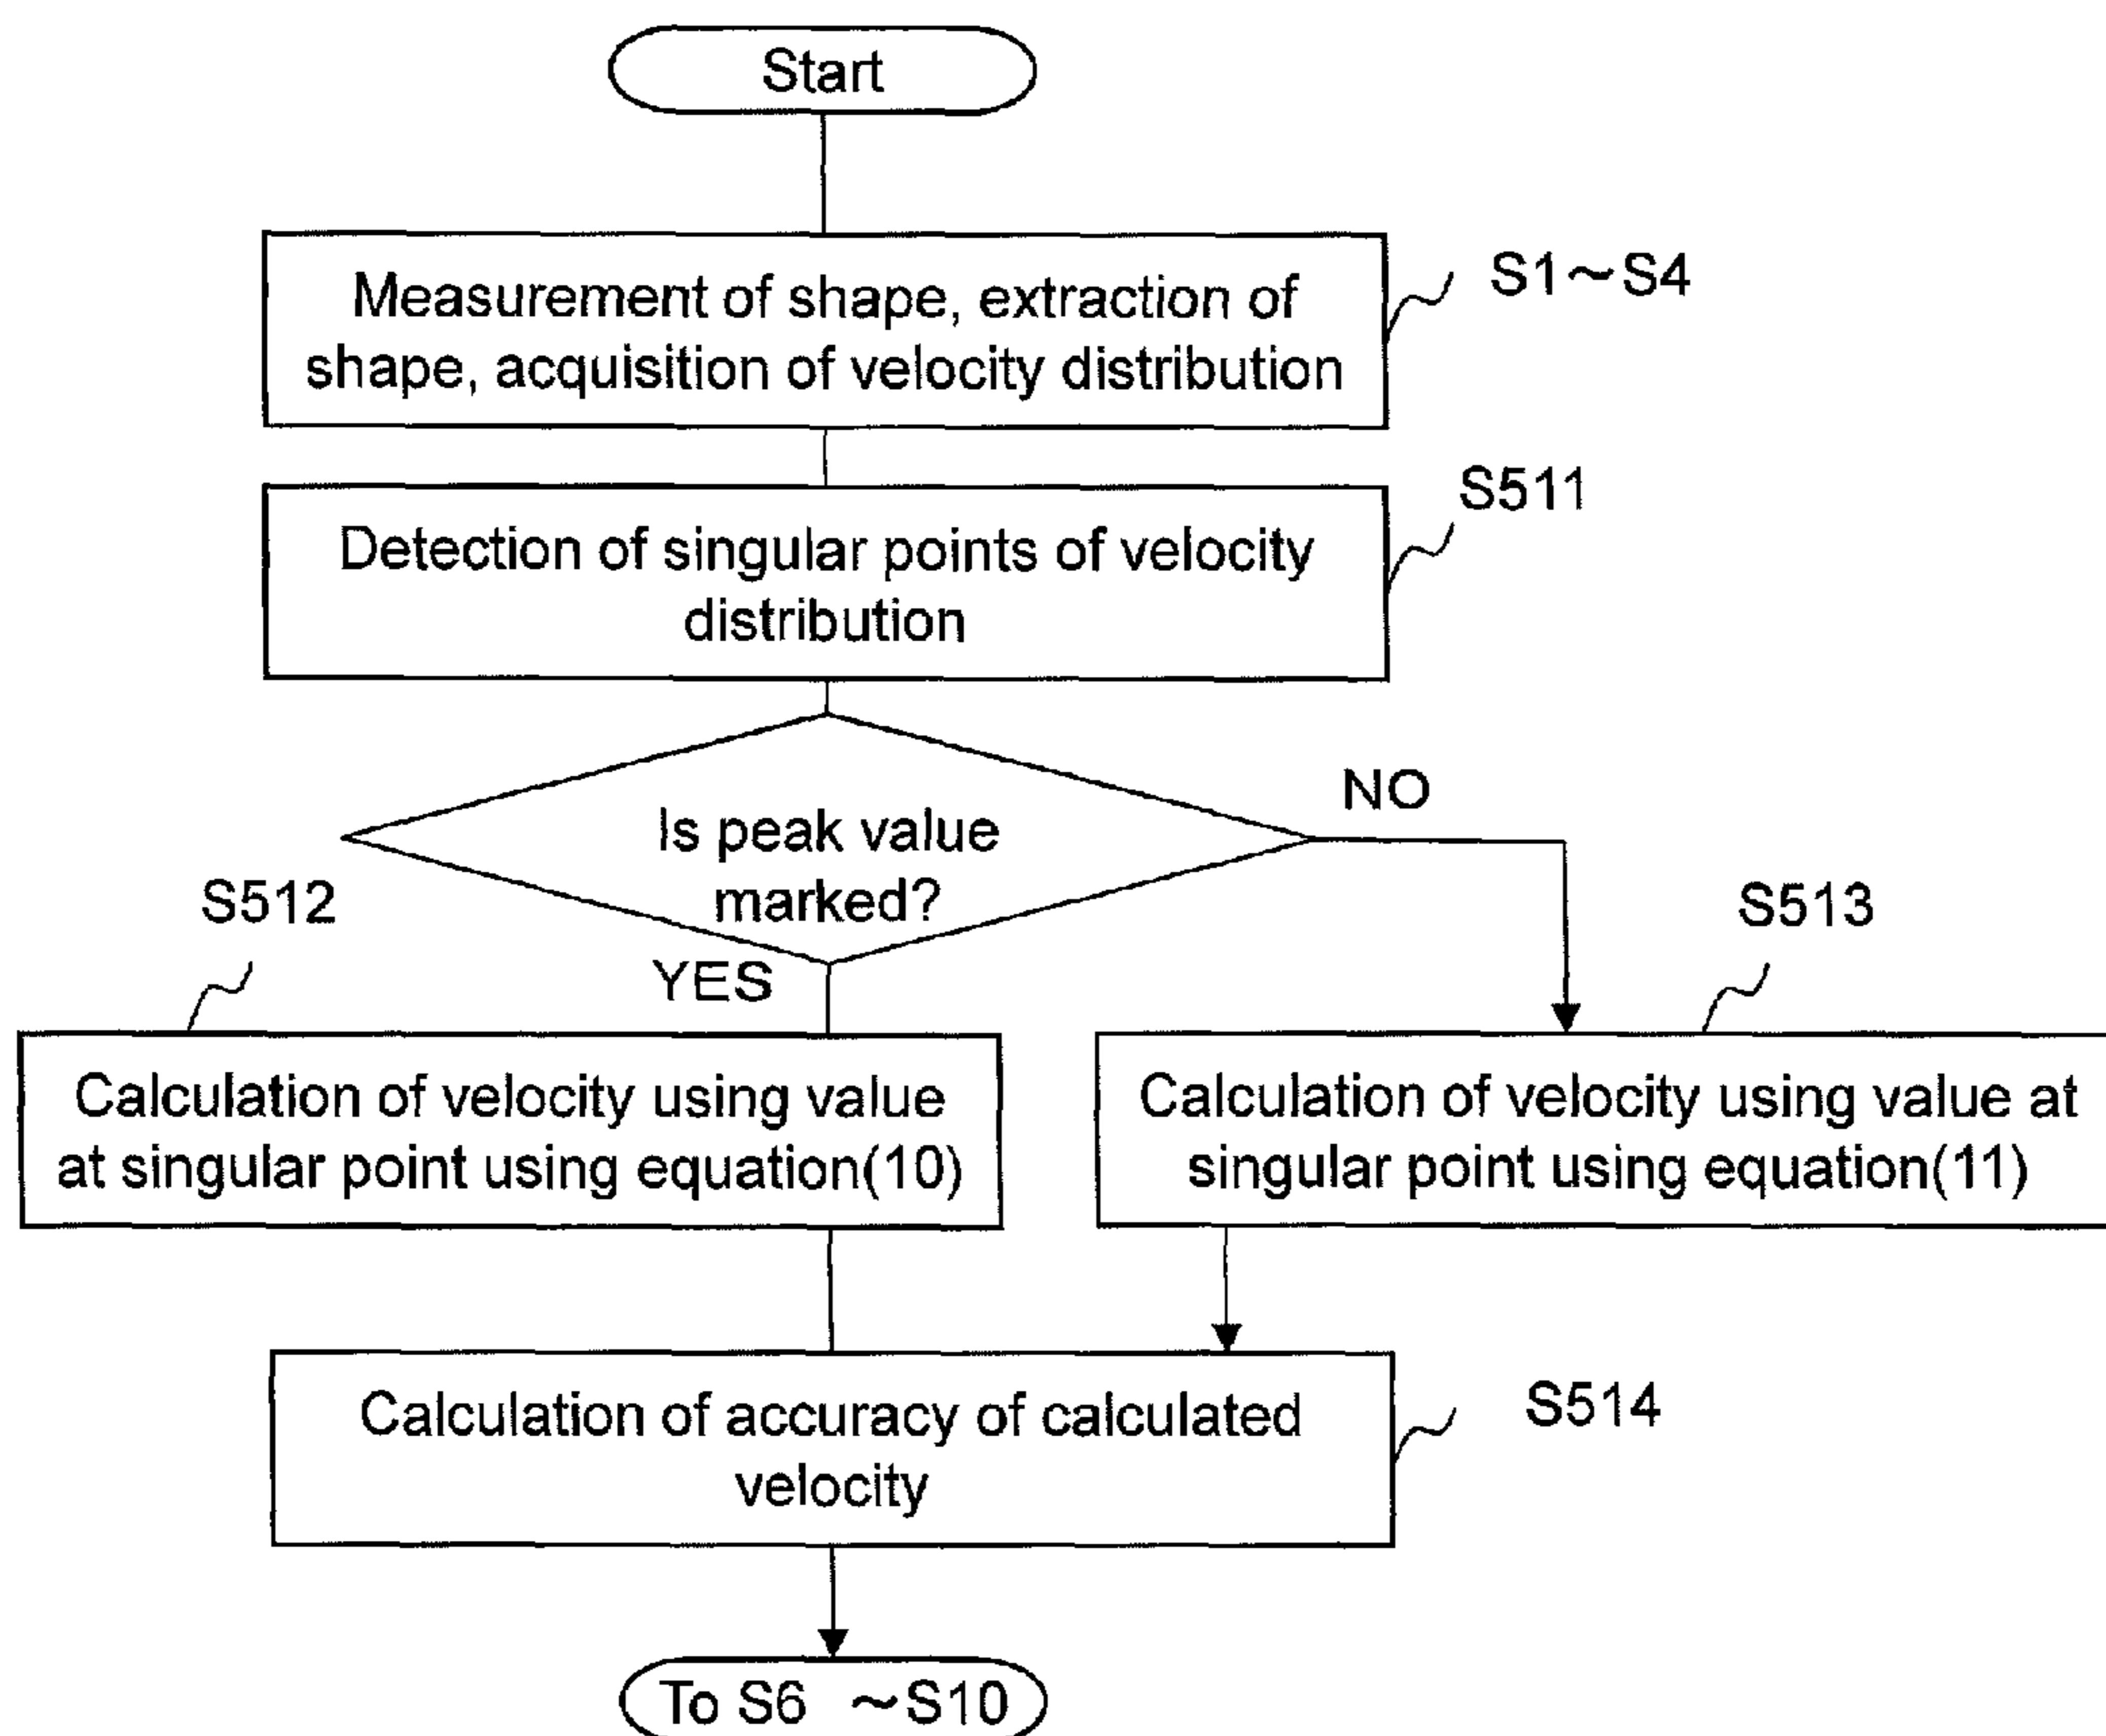 Start
Measurement of shape, extraction of
shape, acquisition of velocity distribution
S1~S4
Detection of singular points of velocity
distribution
S511
Is peak value
marked?
NO
YES
S512
Calculation of velocity using value
at singular point using equation(10)
S513
Calculation of velocity using value at
singular point using equation(11)
Calculation of accuracy of calculated
velocity
S514
To S6 ~S10